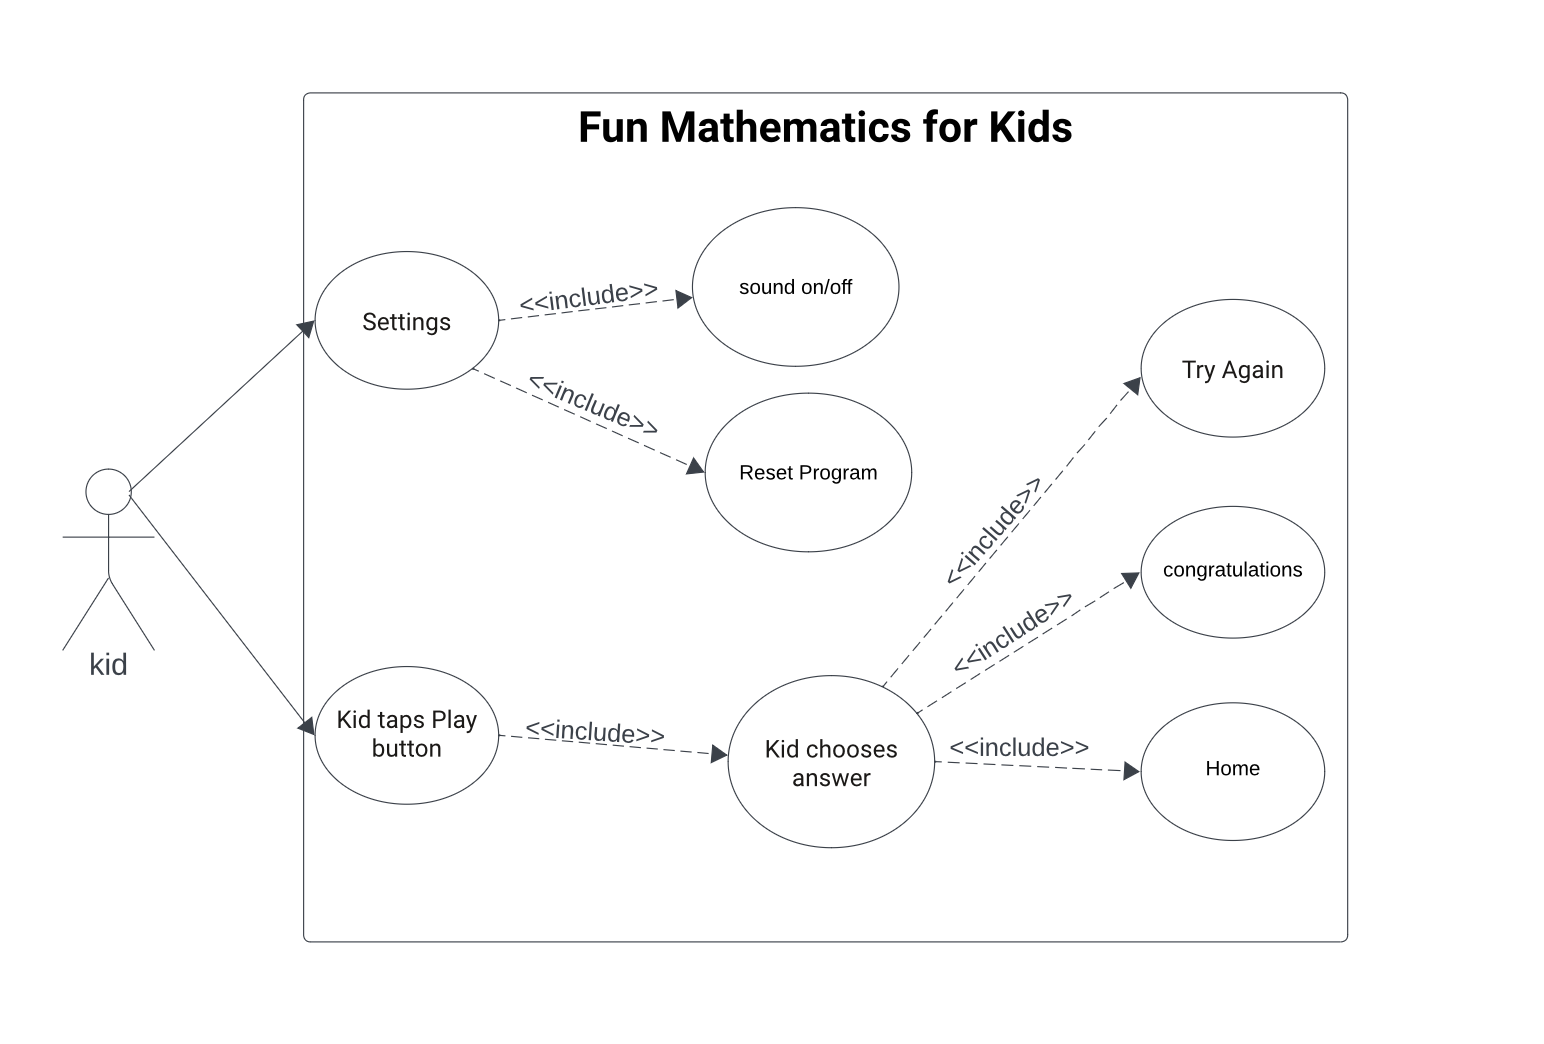 Fun Mathematics for Kids
sound on/off
<<include>>
Settings
Try Again
<<include>>
Reset Program
<<include>>
congratulations
<<include>>
kid
Kid taps Play
button
<<include>>
Kid chooses
answer
<<include>>
Home